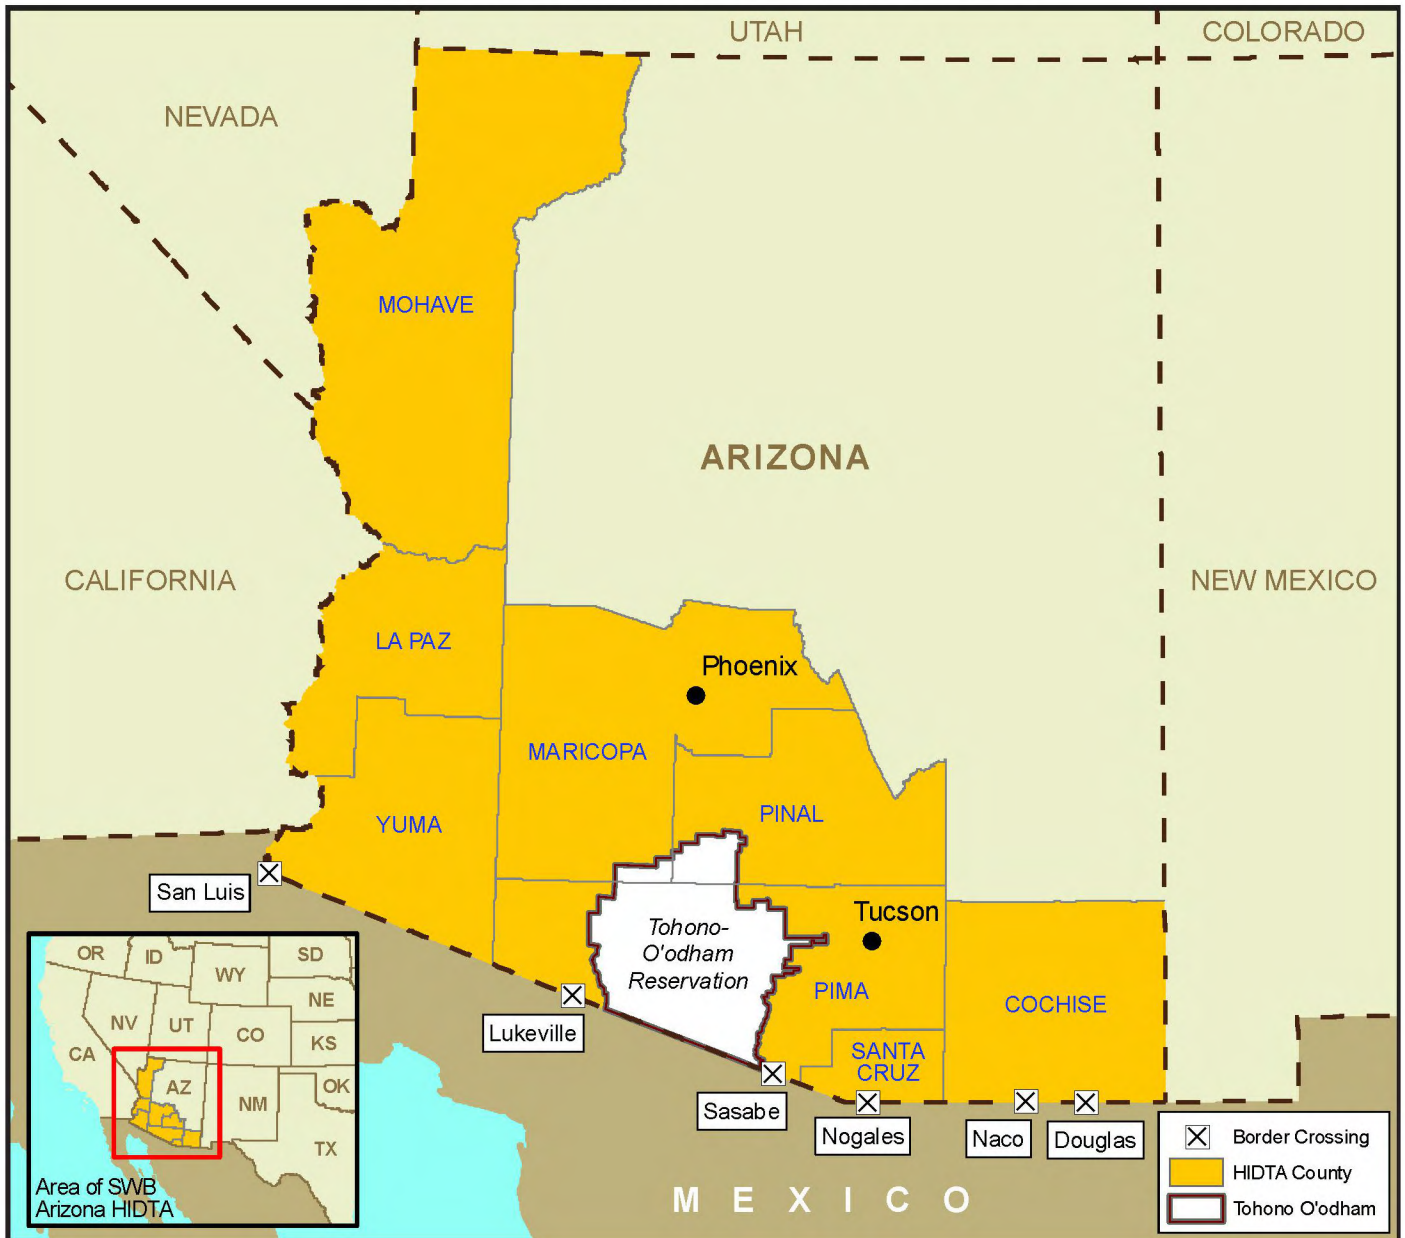 UTAH
COLORADO
NEVADA
MOHAVE
ARIZONA
CALIFORNIA
NEW MEXICO
LA PAZ
Phoenix
MARICOPA
PINAL
YUMA
San Luis
Tucson
Tohono-
O'odham
Reservation
PIMA
COCHISE
Lukeville
SANTA
CRUZ
Sasabe
Nogales
Naco
Douglas
MEXICO
OR
ID
WY
SD
NE
NV
UT
CO
KS
CA
AZ
NM
OK
TX
Area of SWB
Arizona HIDTA
Border Crossing
HIDTA County
Tohono O'odham